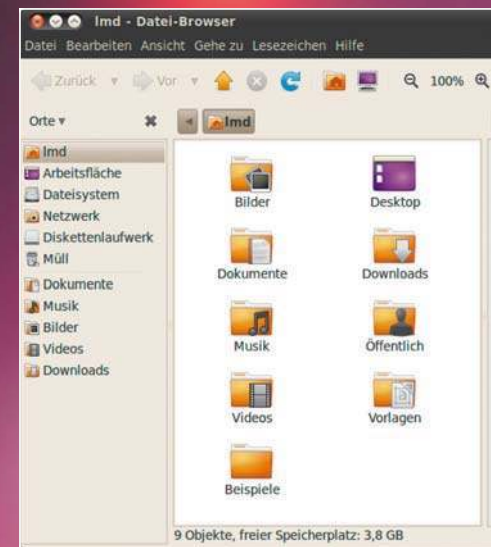 lmd - Datei-Browser
Datei Bearbeiten Ansicht Gehe zu Lesezeichen Hilfe
Zurück Vor 100%
Orte lmd
lmd
Arbeitsfläche
Dateisystem
Netzwerk
Diskettenlaufwerk
Müll
Dokumente
Musik
Bilder
Videos
Downloads
Bilder Desktop
Dokumente Downloads
Musik Öffentlich
Videos Vorlagen
Beispiele
9 Objekte, freier Speicherplatz: 3,8 GB